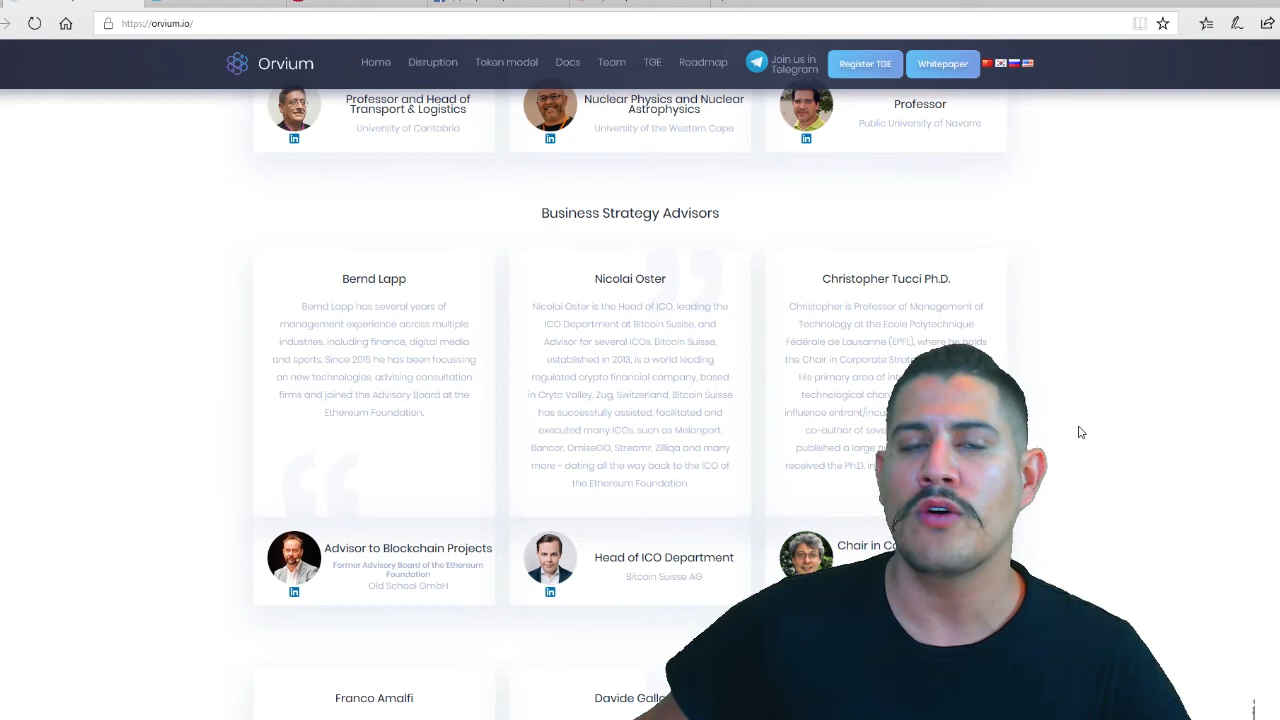 https://orvium.io/
Orvium
Home
Disruption
Token model
Docs
Team
TGE
Roadmap
Join us in
Telegram
Register TGE
Whitepaper
Professor and Head of
Transport & Logistics
University of Cantabria
Nuclear Physics and Nuclear
Astrophysics
University of the Western Cape
Professor
Public University of Navarre
Business Strategy Advisors
Bernd Lapp
Bernd Lapp has several years of
management experience across multiple
industries, including finance, digital media
and sports. Since 2015 he has been focussing
on new technologies, advising consultation
firms and joined the Advisory Board at the
Ethereum Foundation.
Advisor to Blockchain Projects
Former Advisory Board of the Ethereum
Foundation
Old School GmbH
Nicolai Oster
Nicolai Oster is the Head of ICO, leading the
ICO Department at Bitcoin Suisse, and
Advisor for several ICOs. Bitcoin Suisse,
established in 2013, is a world leading
regulated crypto financial company, based
in Cryto Valley, Zug, Switzerland. Bitcoin Suisse
has successfully assisted, facilitated and
executed many ICOs, such as Melonport,
Bancor, OmiseGO, Streamr, Zilliqa and many
more - dating all the way back to the ICO of
the Ethereum Foundation.
Head of ICO Department
Bitcoin Suisse AG
Christopher Tucci Ph.D.
Christopher is Professor of Management of
Technology at the Ecole Polytechnique
Fédérale de Lausanne (EPFL), where he holds
the Chair in Corporate
His primary area of
technological
influence
co-author of
published a large
received the Ph.D. in
Chair in
Franco Amalfi
Davide